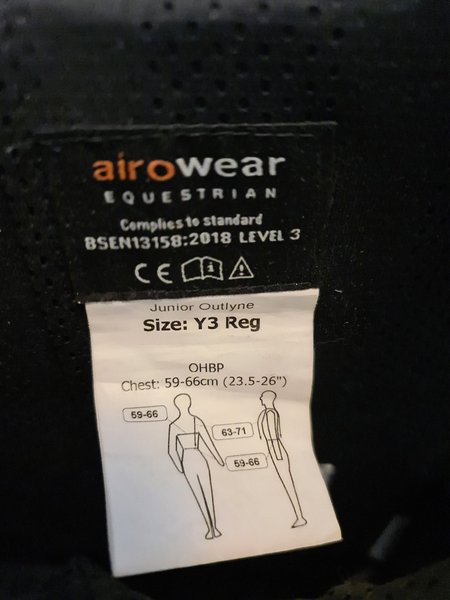 airowear
EQUESTRIAN
Complies to standard
BSEN13158:2018 LEVEL 3
CE
Junior Outlyne
Size: Y3 Reg
OHBP
Chest: 59-66cm (23.5-26")
59-66
63-71
59-66